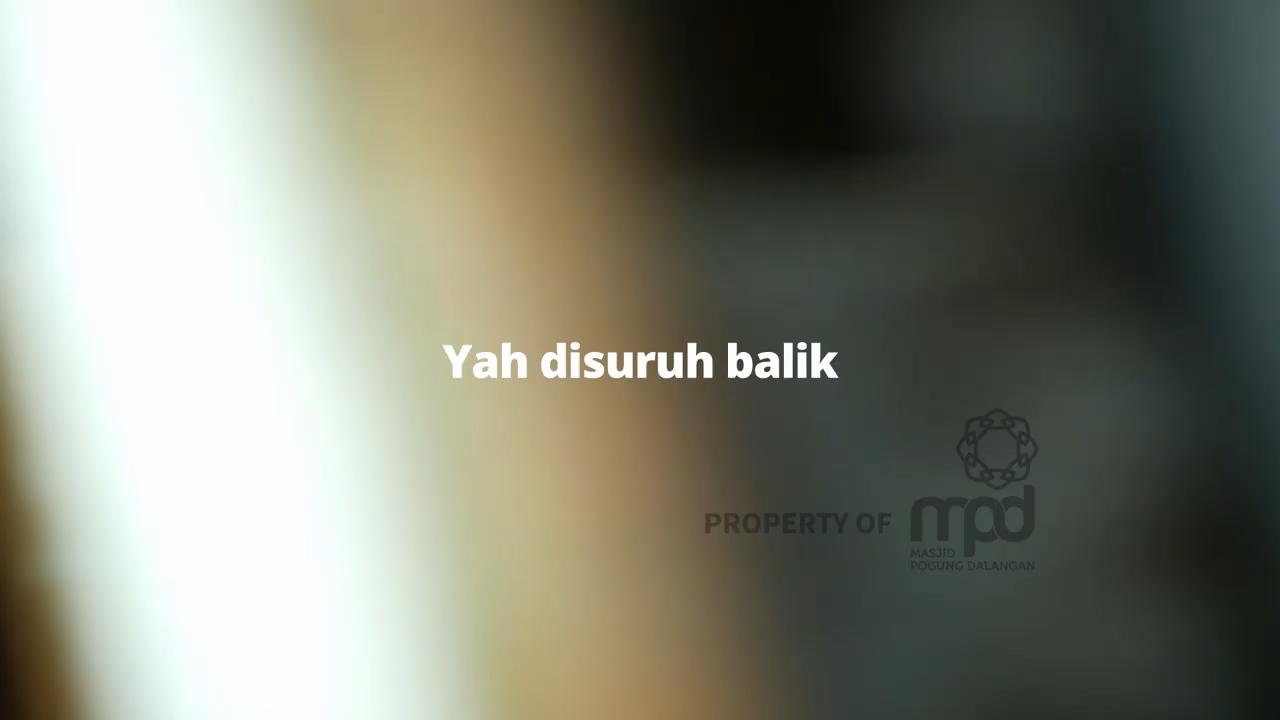 Yah disuruh balik
PROPERTY OF mpd
MASJID
POGUNG DALANGAN